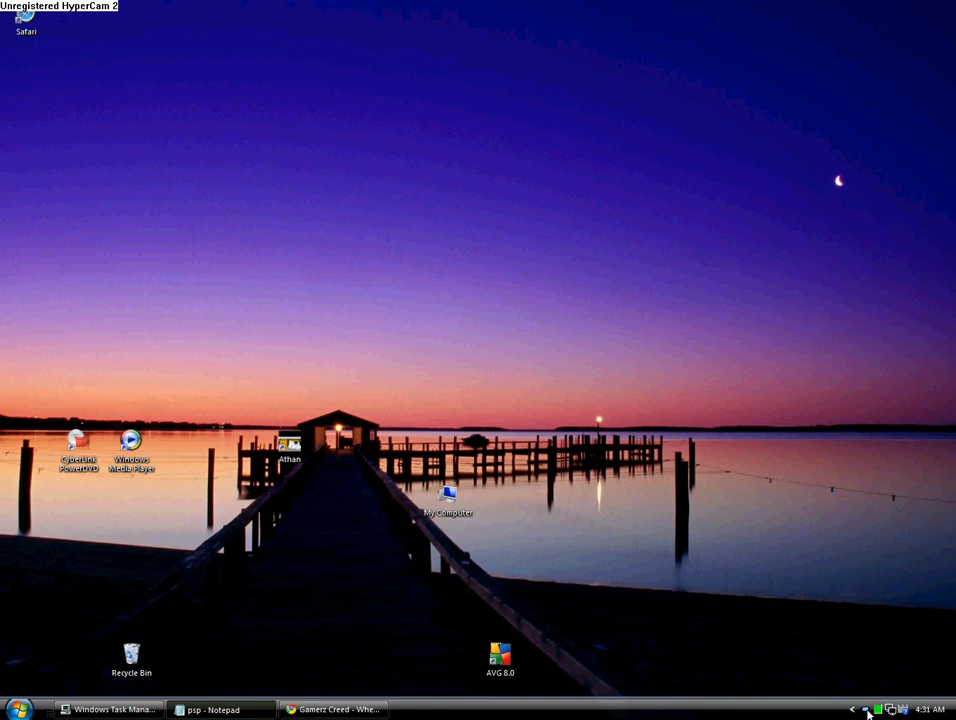 Unregistered HyperCam 2
Safari
CyberLink
PowerDVD
Windows
Media Player
Athan
My Computer
Recycle Bin
AVG 8.0
Windows Task Mana...
psp - Notepad
Gamerz Creed - Whe...
4:31 AM